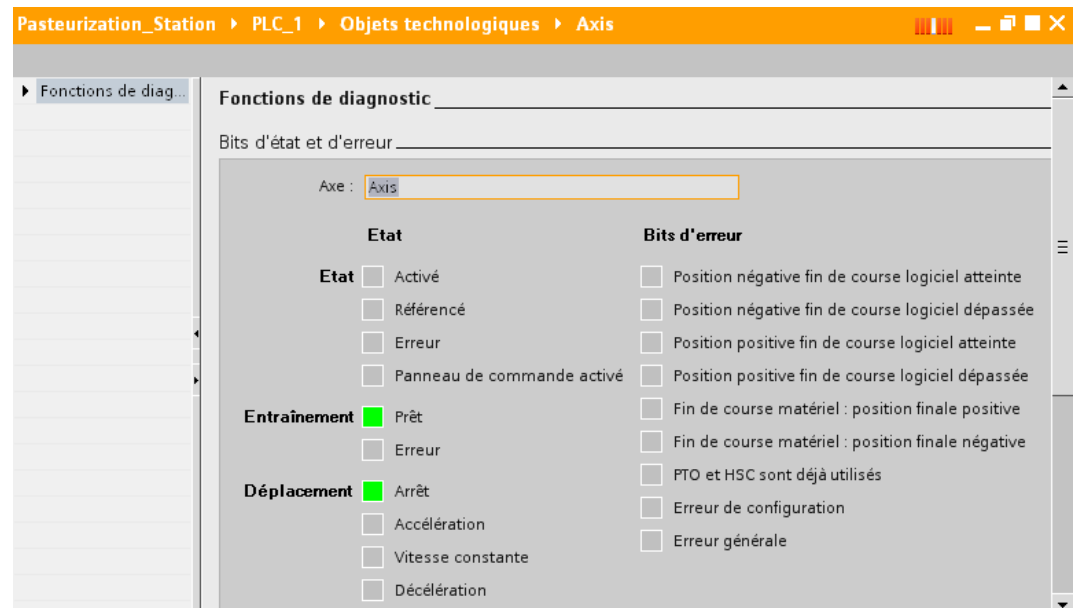 Pasteurization_Station ▸ PLC_1 ▸ Objets technologiques ▸ Axis
Fonctions de diag...
Fonctions de diagnostic
Bits d'état et d'erreur
Axe : Axis
Etat Bits d'erreur
Etat Activé Position négative fin de course logiciel atteinte
Référencé Position négative fin de course logiciel dépassée
Erreur Position positive fin de course logiciel atteinte
Panneau de commande activé Position positive fin de course logiciel dépassée
Entraînement Prêt Fin de course matériel : position finale positive
Erreur Fin de course matériel : position finale négative
PTO et HSC sont déjà utilisés
Déplacement Arrêt Erreur de configuration
Accélération Erreur générale
Vitesse constante
Décélération